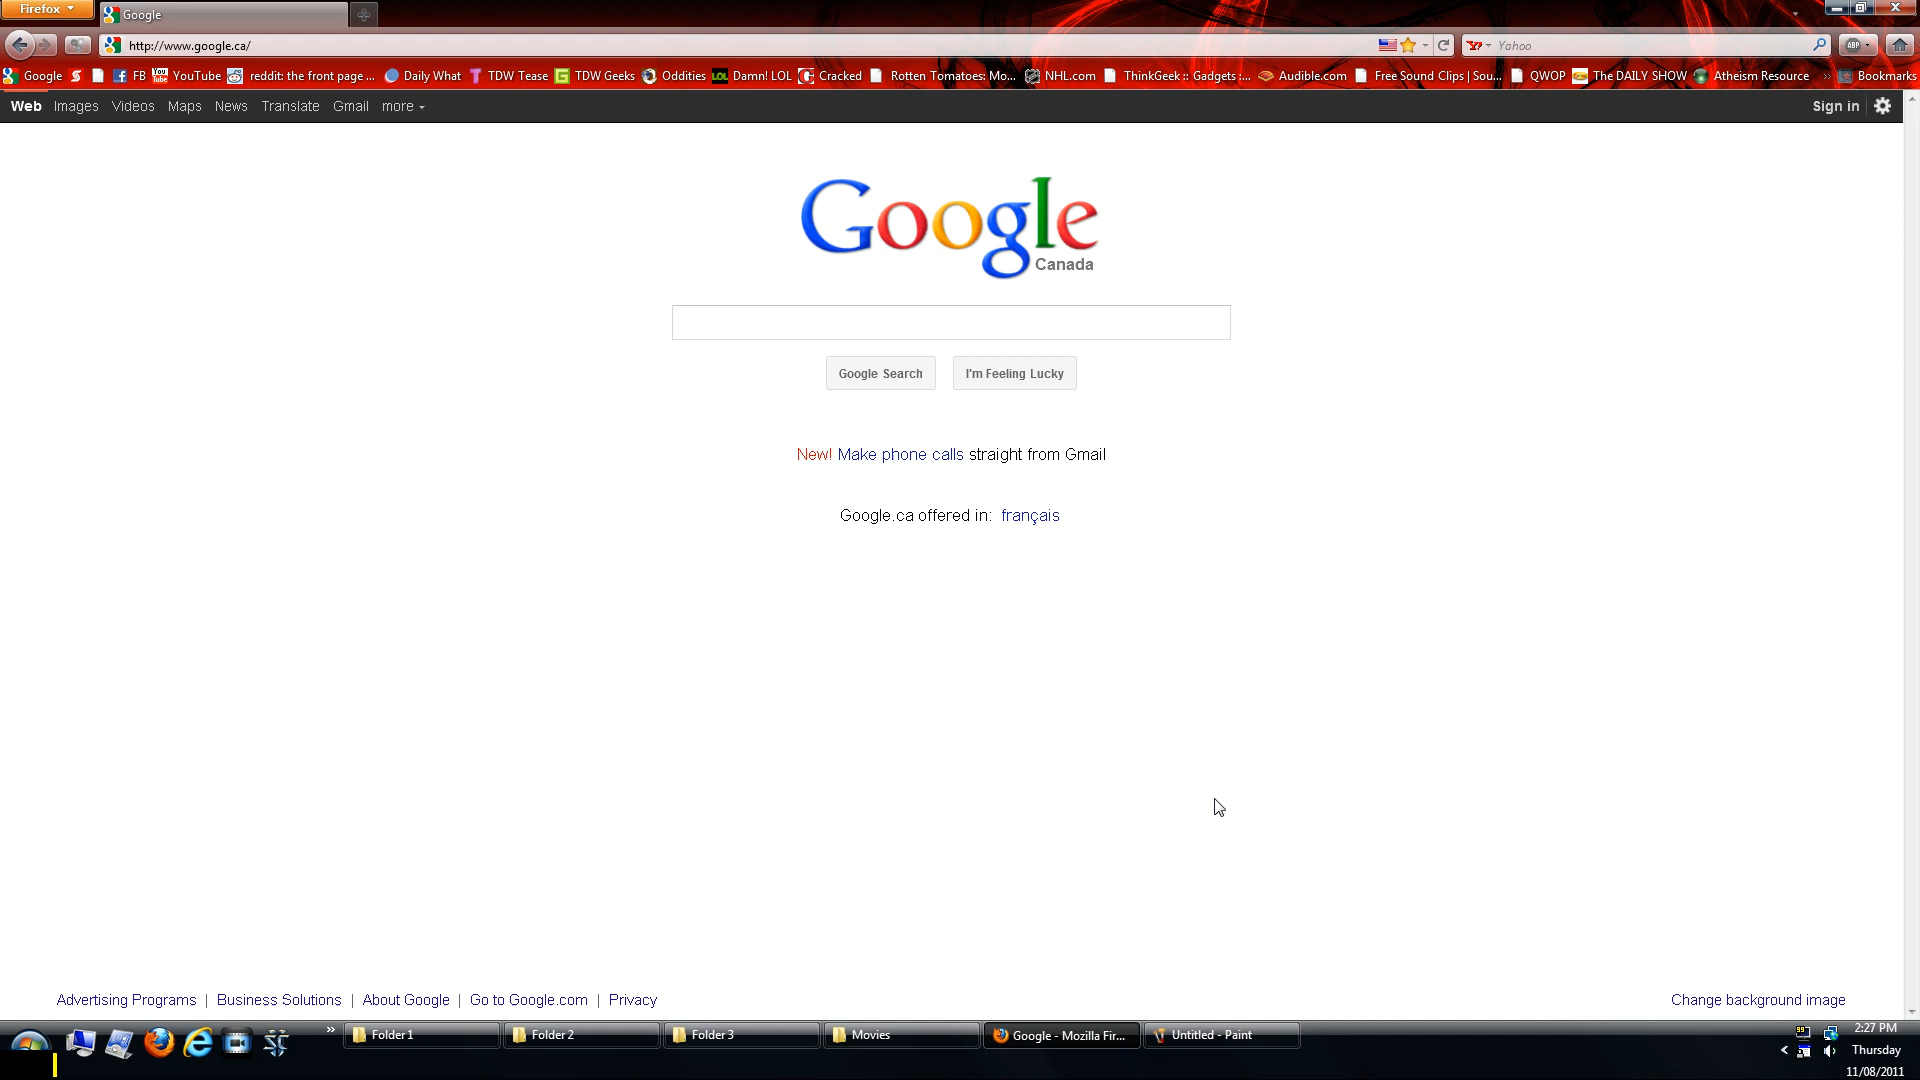 Firefox
Google
http://www.google.ca/
Yahoo
ABP
Google FB YouTube reddit: the front page ... Daily What TDW Tease TDW Geeks Oddities Damn! LOL Cracked Rotten Tomatoes: Mo... NHL.com ThinkGeek :: Gadgets :... Audible.com Free Sound Clips | Sou... QWOP The DAILY SHOW Atheism Resource » Bookmarks
Web Images Videos Maps News Translate Gmail more
Sign in
Google
Canada
Google Search
I'm Feeling Lucky
New! Make phone calls straight from Gmail
Google.ca offered in: français
Advertising Programs | Business Solutions | About Google | Go to Google.com | Privacy
Change background image
» Folder 1 Folder 2 Folder 3 Movies Google - Mozilla Fir... Untitled - Paint
2:27 PM
Thursday
11/08/2011